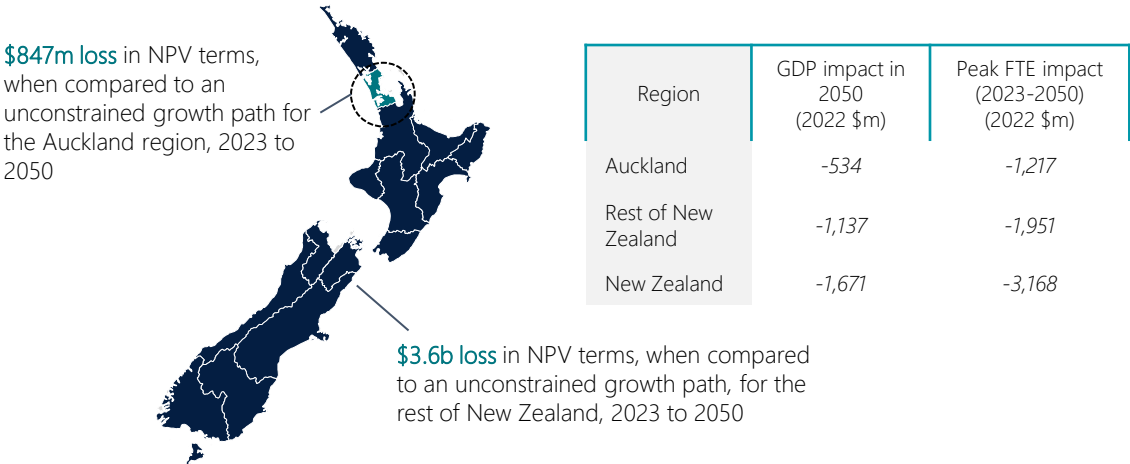 $847m loss in NPV terms,
when compared to an
unconstrained growth path for
the Auckland region, 2023 to
2050
Region
GDP impact in
2050
(2022 $m)
Peak FTE impact
(2023-2050)
(2022 $m)
Auckland
-534
-1,217
Rest of New
Zealand
-1,137
-1,951
New Zealand
-1,671
-3,168
$3.6b loss in NPV terms, when compared
to an unconstrained growth path, for the
rest of New Zealand, 2023 to 2050